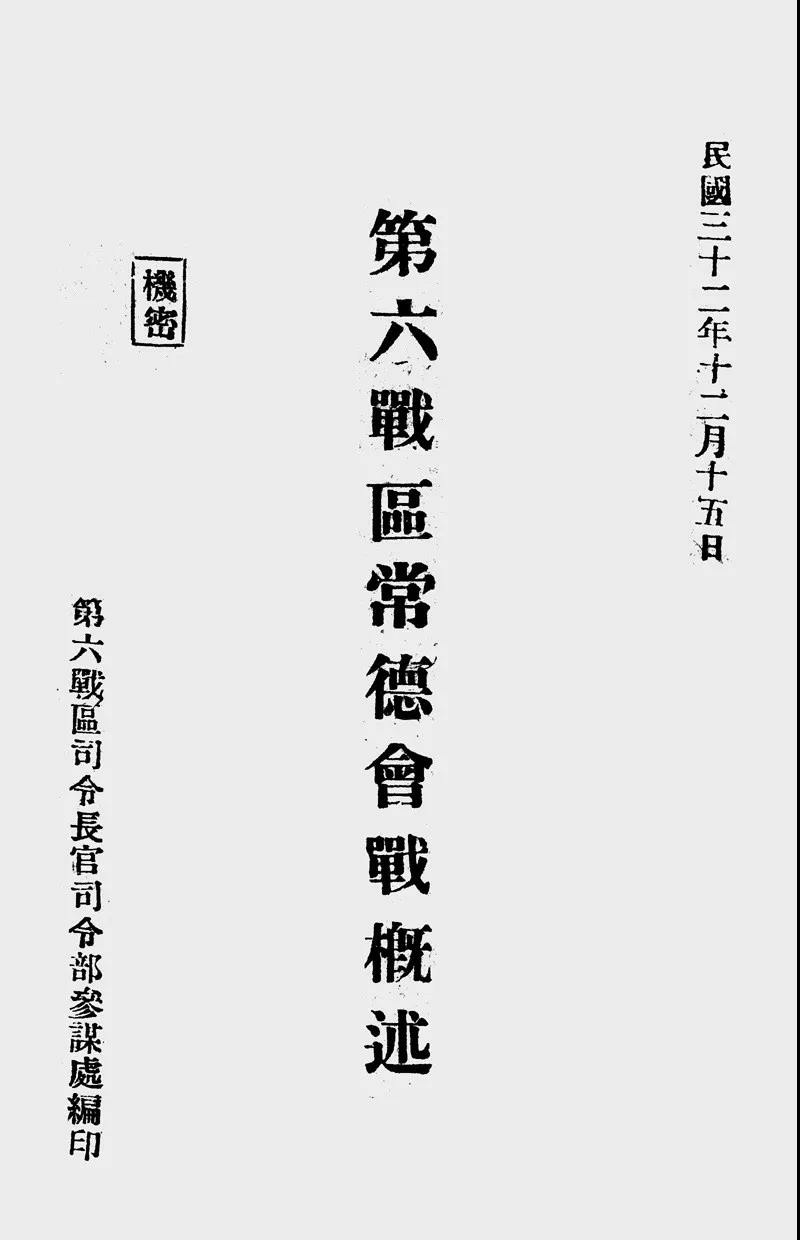 民國三十二年十二月十五日
第六戰區常德會戰概述
機密
第六戰區司令長官司令部參謀處編印